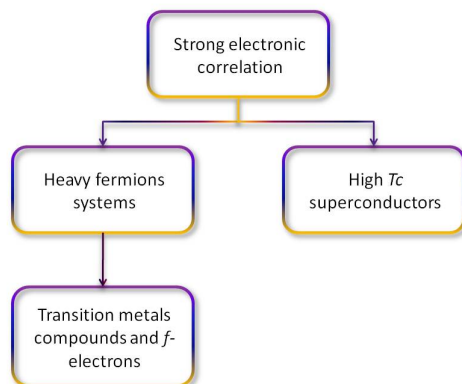 Strong electronic
correlation
Heavy fermions
systems
High Tc
superconductors
Transition metals
compounds and f-
electrons